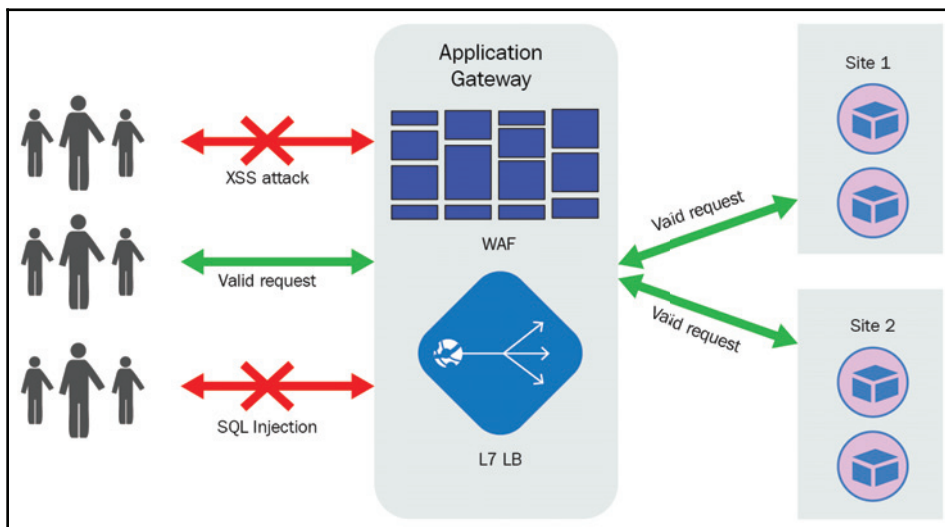 Application
Gateway
XSS attack
Valid request
SQL Injection
WAF
L7 LB
Vaid request
Vaid request
Site 1
Site 2